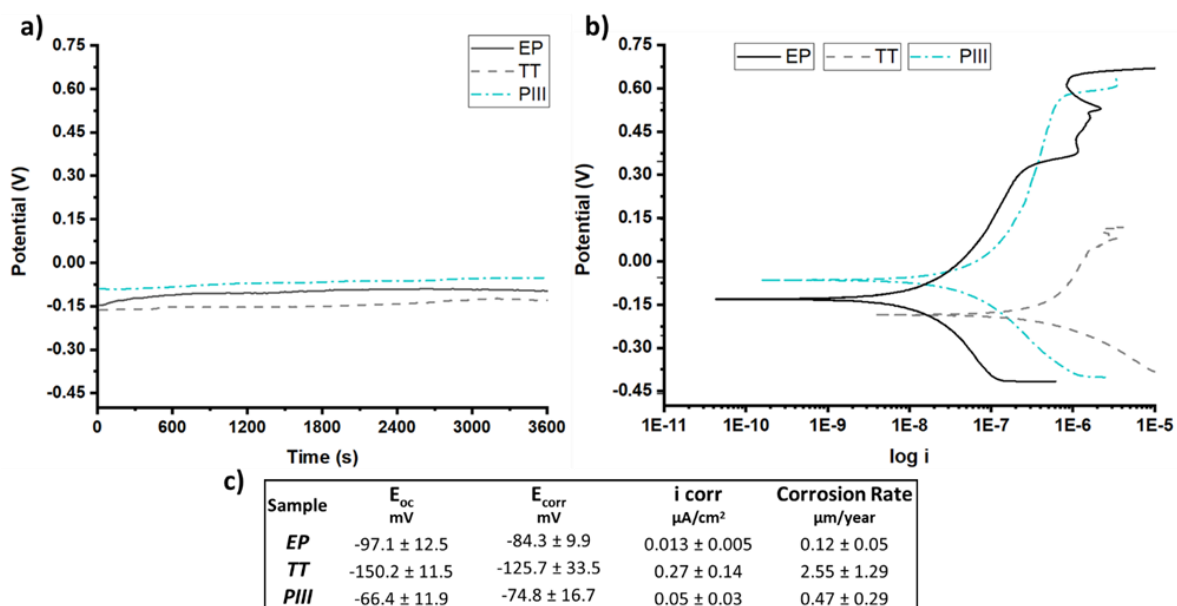 a)
0.75
0.60
0.45
0.30
0.15
0.00
-0.15
-0.30
-0.45
Potential (V)
EP
TT
PIII
0
600
1200
1800
2400
3000
3600
Time (s)
b)
0.75
0.60
0.45
0.30
0.15
0.00
-0.15
-0.30
-0.45
Potential (V)
EP TT PIII
1E-11
1E-10
1E-9
1E-8
1E-7
1E-6
1E-5
log i
c)
Sample E_oc mV E_corr mV i corr µA/cm² Corrosion Rate µm/year
EP -97.1 ± 12.5 -84.3 ± 9.9 0.013 ± 0.005 0.12 ± 0.05
TT -150.2 ± 11.5 -125.7 ± 33.5 0.27 ± 0.14 2.55 ± 1.29
PIII -66.4 ± 11.9 -74.8 ± 16.7 0.05 ± 0.03 0.47 ± 0.29